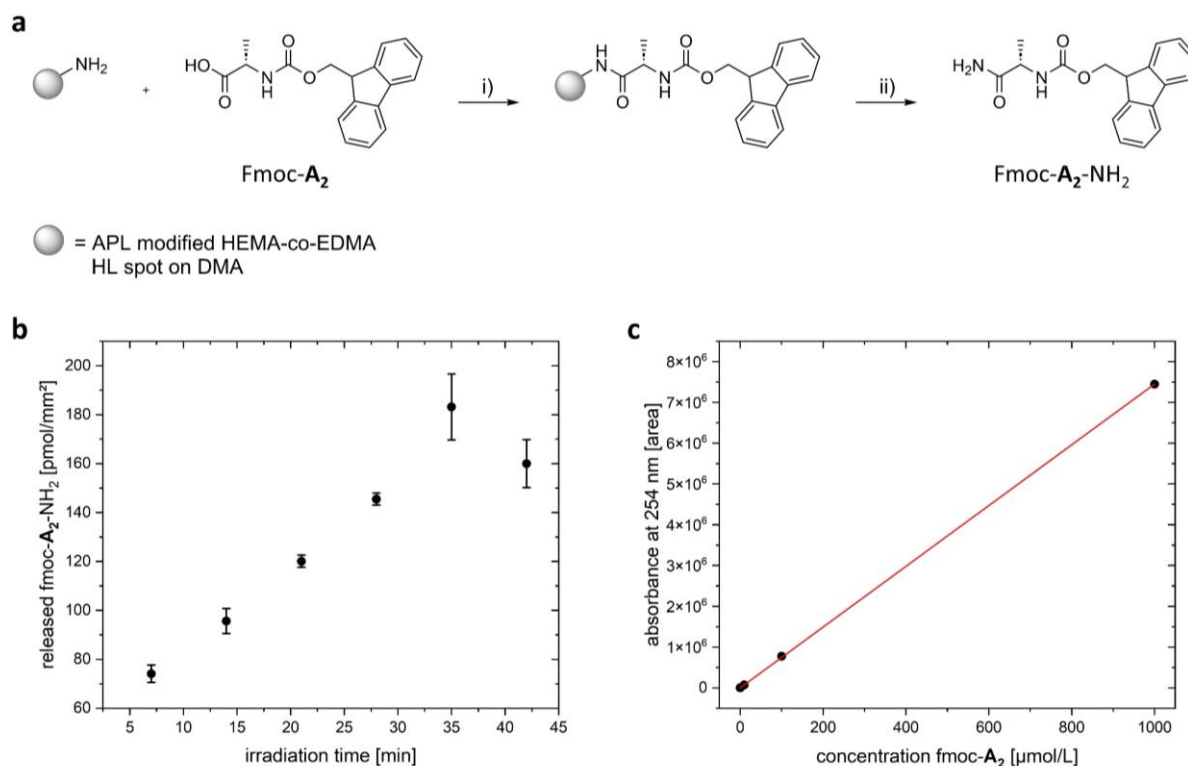 a
NH₂
+
HO
O
N
H
O
O
Fmoc-A₂
i)
H
N
O
N
H
O
O
ii)
H₂N
O
N
H
O
O
Fmoc-A₂-NH₂
= APL modified HEMA-co-EDMA
HL spot on DMA
b
released fmoc-A₂-NH₂ [pmol/mm²]
200
180
160
140
120
100
80
60
5 10 15 20 25 30 35 40 45
irradiation time [min]
c
absorbance at 254 nm [area]
8×10⁶
7×10⁶
6×10⁶
5×10⁶
4×10⁶
3×10⁶
2×10⁶
1×10⁶
0
0 200 400 600 800 1000
concentration fmoc-A₂ [µmol/L]